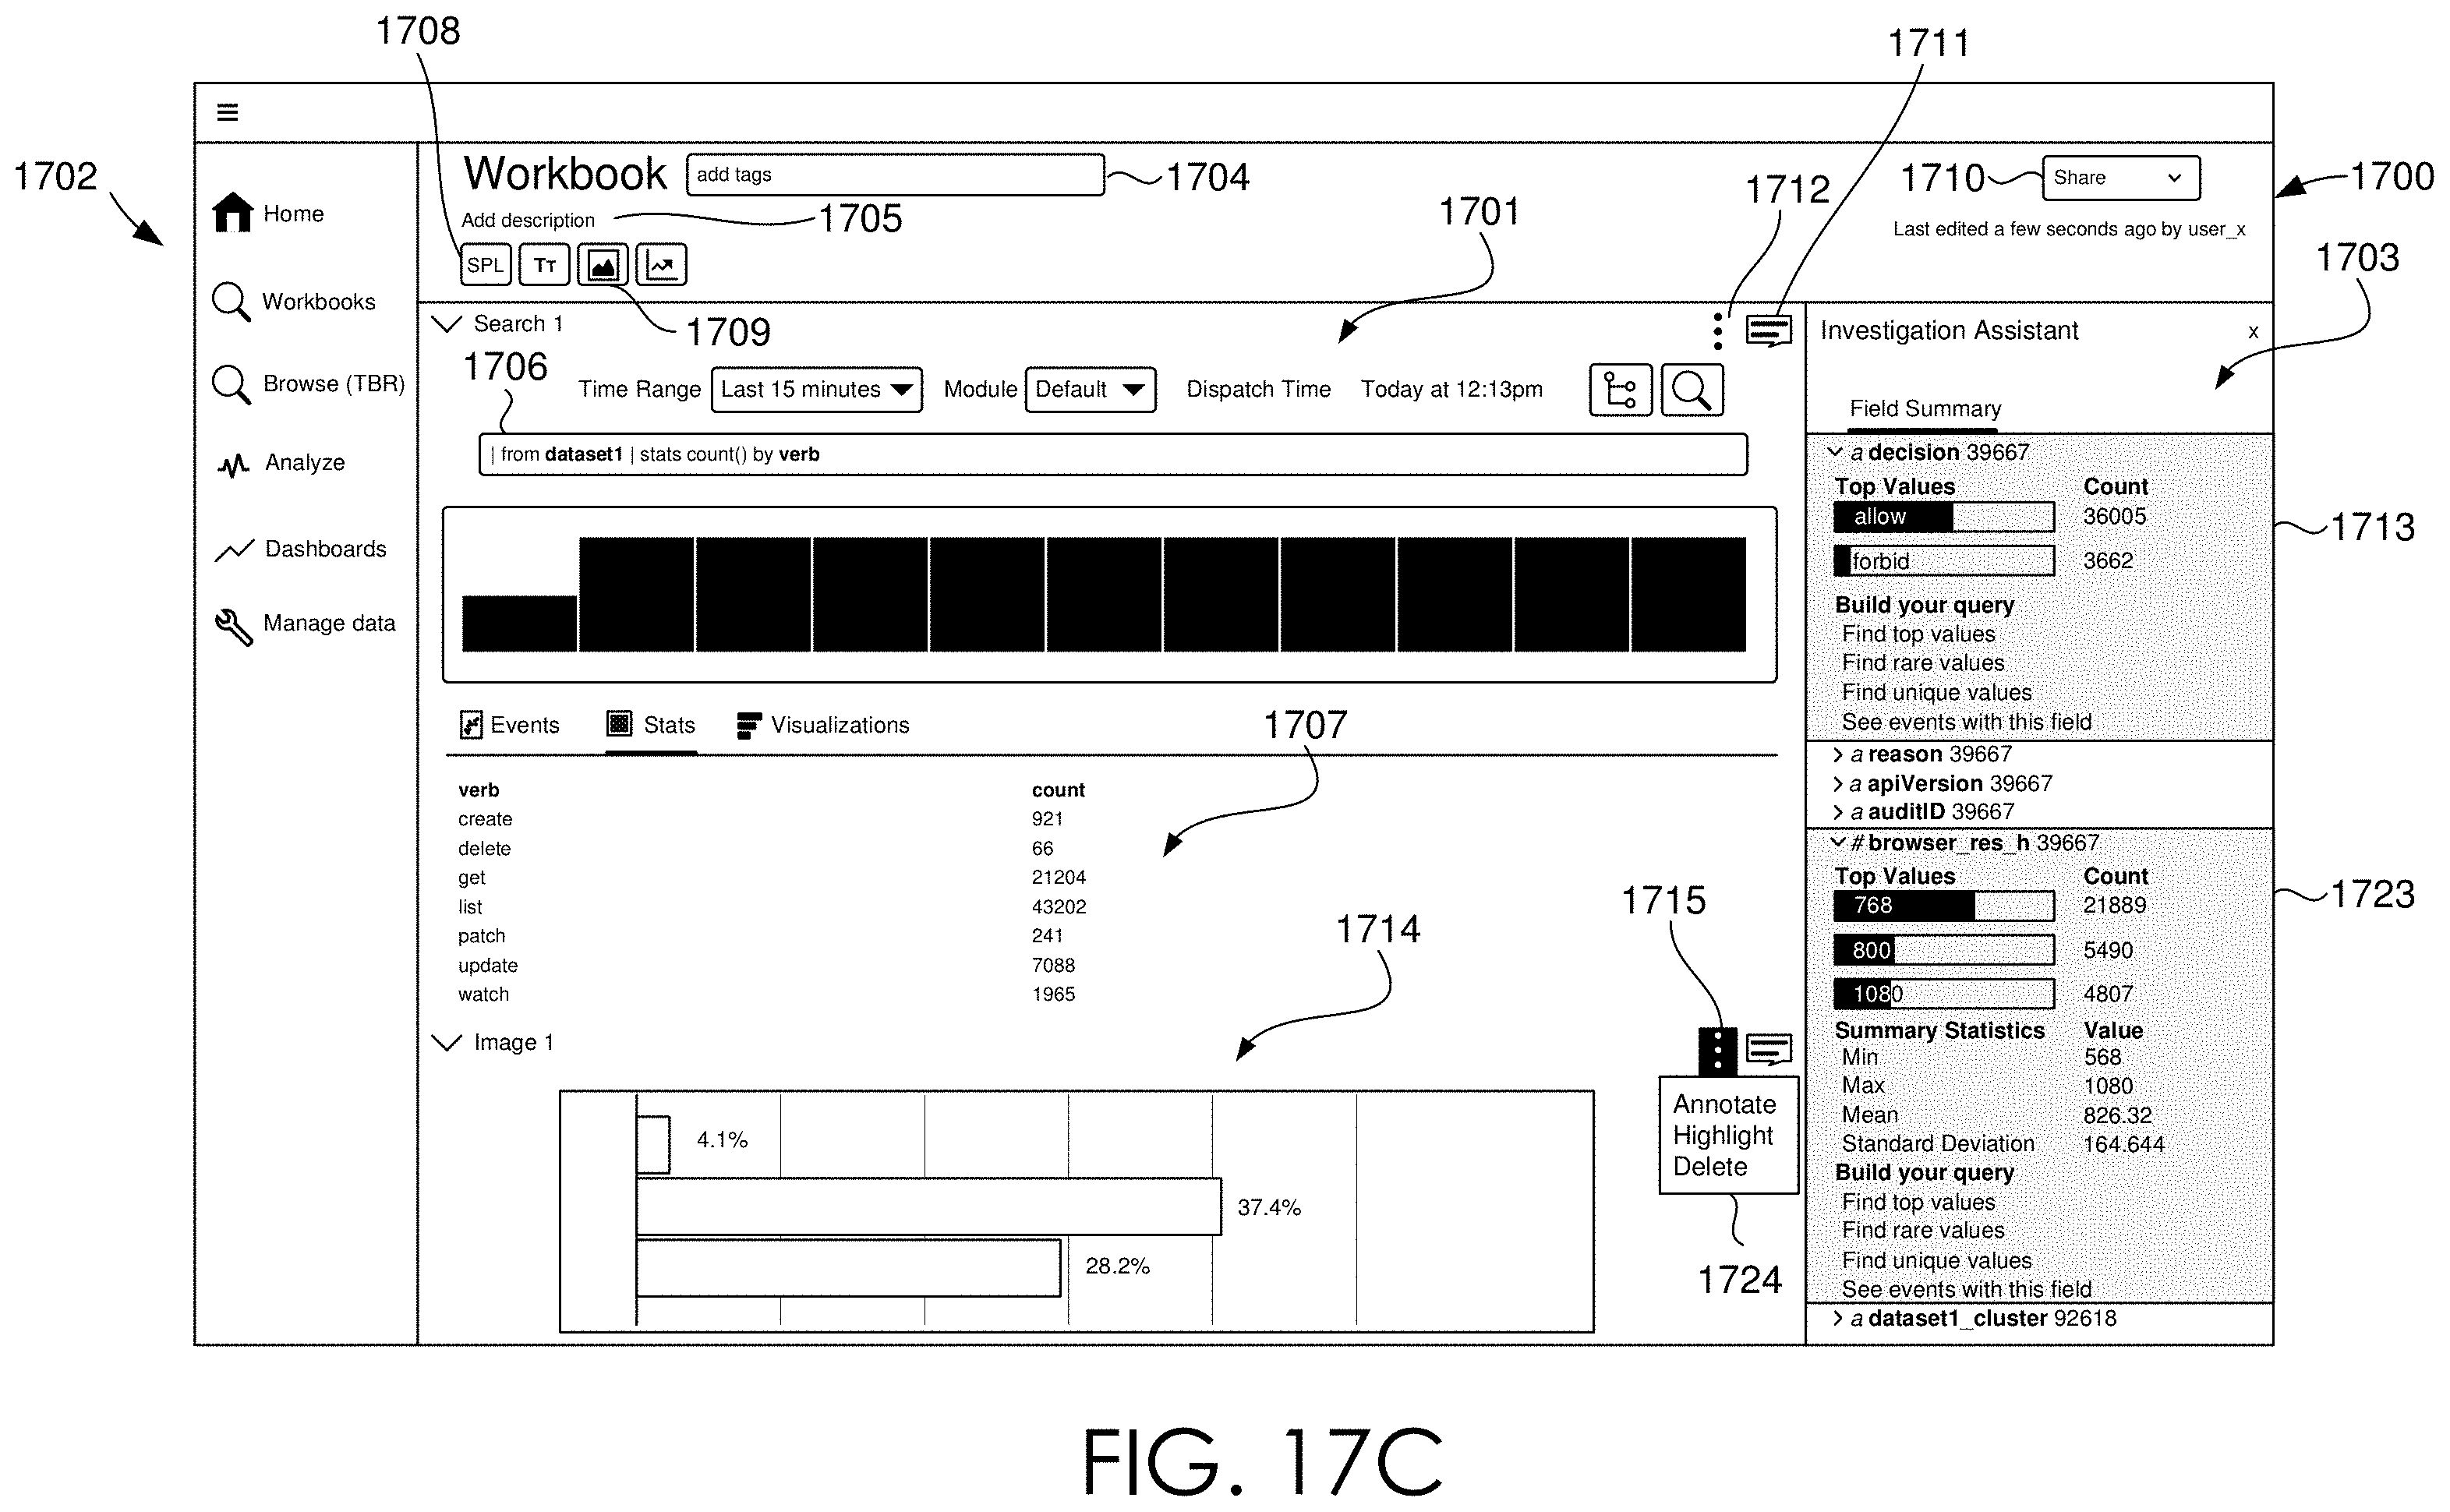 1708
1711
1702
Workbook
add tags
1704
1712
1710
Share
1700
Add description
1705
1701
Last edited a few seconds ago by user_x
1703
SPL
TT
Home
Workbooks
Browse (TBR)
Analyze
Dashboards
Manage data
Search 1
1709
1706
Time Range Last 15 minutes Module Default Dispatch Time Today at 12:13pm
| from dataset1 | stats count() by verb
Events Stats Visualizations
1707
verb count
create 921
delete 66
get 21204
list 43202
patch 241
update 7088
watch 1965
1714
1715
Image 1
4.1%
37.4%
28.2%
Annotate
Highlight
Delete
1724
Investigation Assistant x
Field Summary
a decision 39667
Top Values Count
allow 36005
forbid 3662
1713
Build your query
Find top values
Find rare values
Find unique values
See events with this field
> a reason 39667
> a apiVersion 39667
> a auditID 39667
# browser_res_h 39667
Top Values Count
768 21889
1723
800 5490
1080 4807
Summary Statistics Value
Min 568
Max 1080
Mean 826.32
Standard Deviation 164.644
Build your query
Find top values
Find rare values
Find unique values
See events with this field
> a dataset1_cluster 92618
FIG. 17C